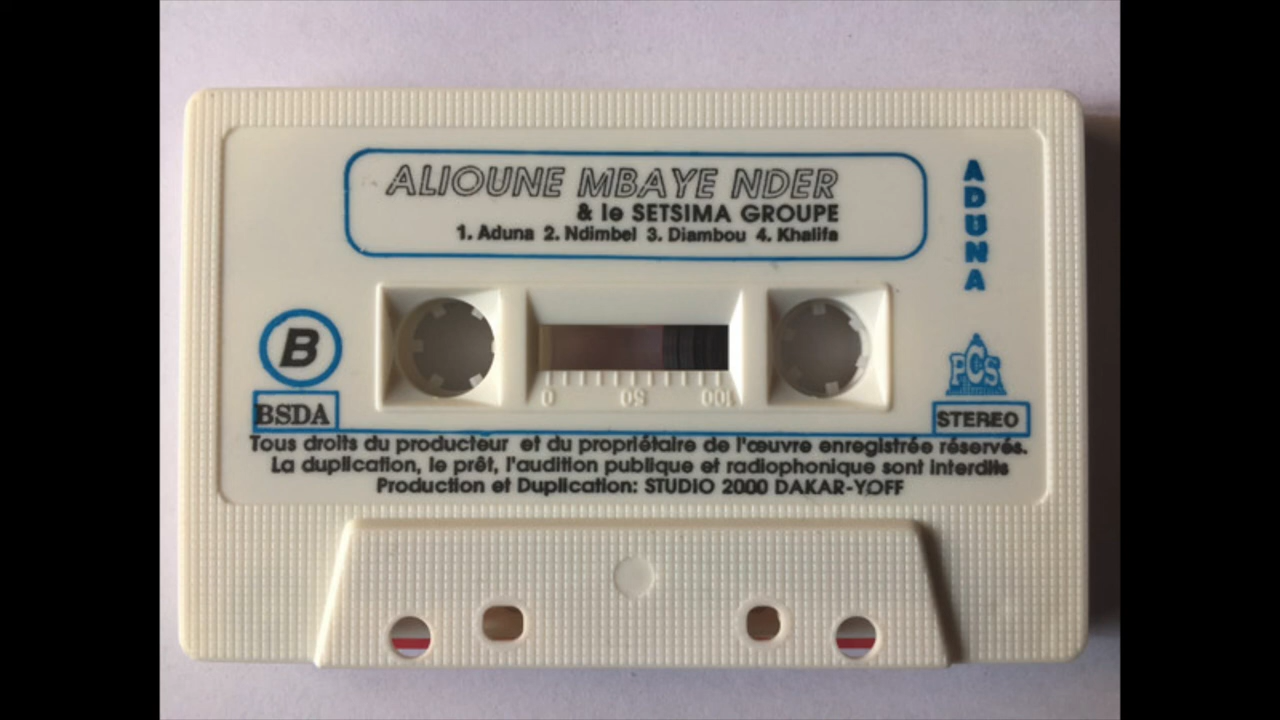 ALIOUNE MBAYE NDER
& le SETSIMA GROUPE
1. Aduna 2. Ndimbel 3. Diambou 4. Khalifa
ADUNA
B
0 50 100
PCS
BSDA
STEREO
Tous droits du producteur et du propriétaire de l'œuvre enregistrée réservés.
La duplication, le prêt, l'audition publique et radiophonique sont interdits
Production et Duplication: STUDIO 2000 DAKAR-YOFF